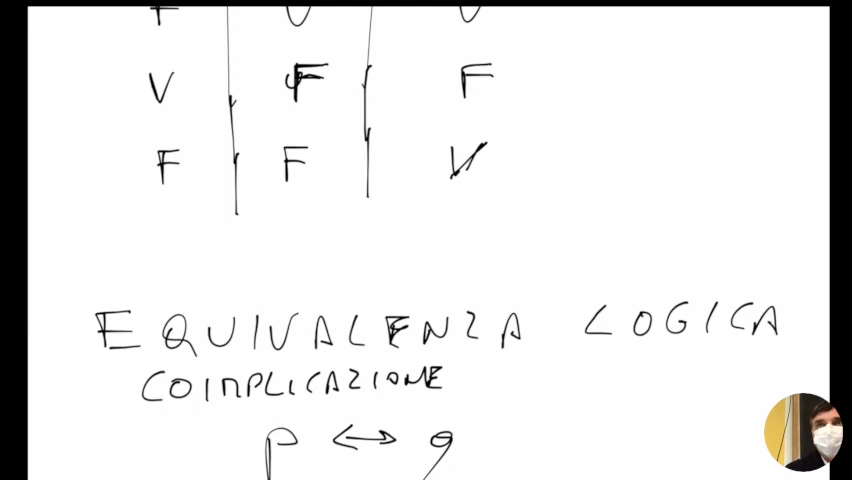 F V V
V F F
F F V
EQUIVALENZA LOGICA
COIMPLICAZIONE
p ↔ q